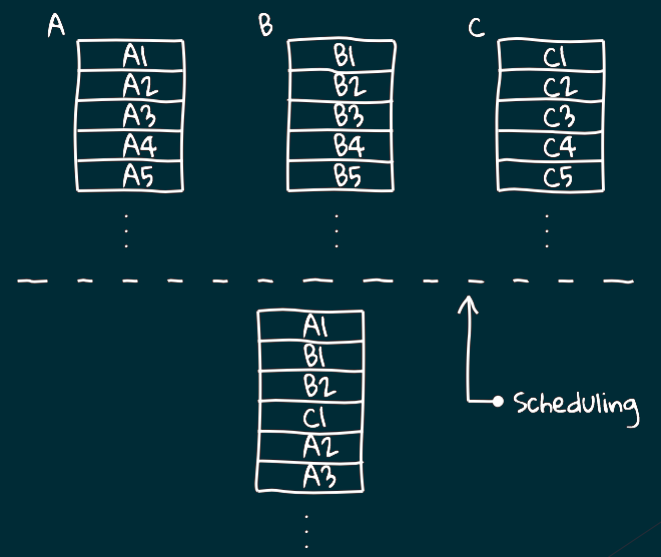 A B C
A1 B1 C1
A2 B2 C2
A3 B3 C3
A4 B4 C4
A5 B5 C5
A1
B1
B2
C1
A2
A3
Scheduling